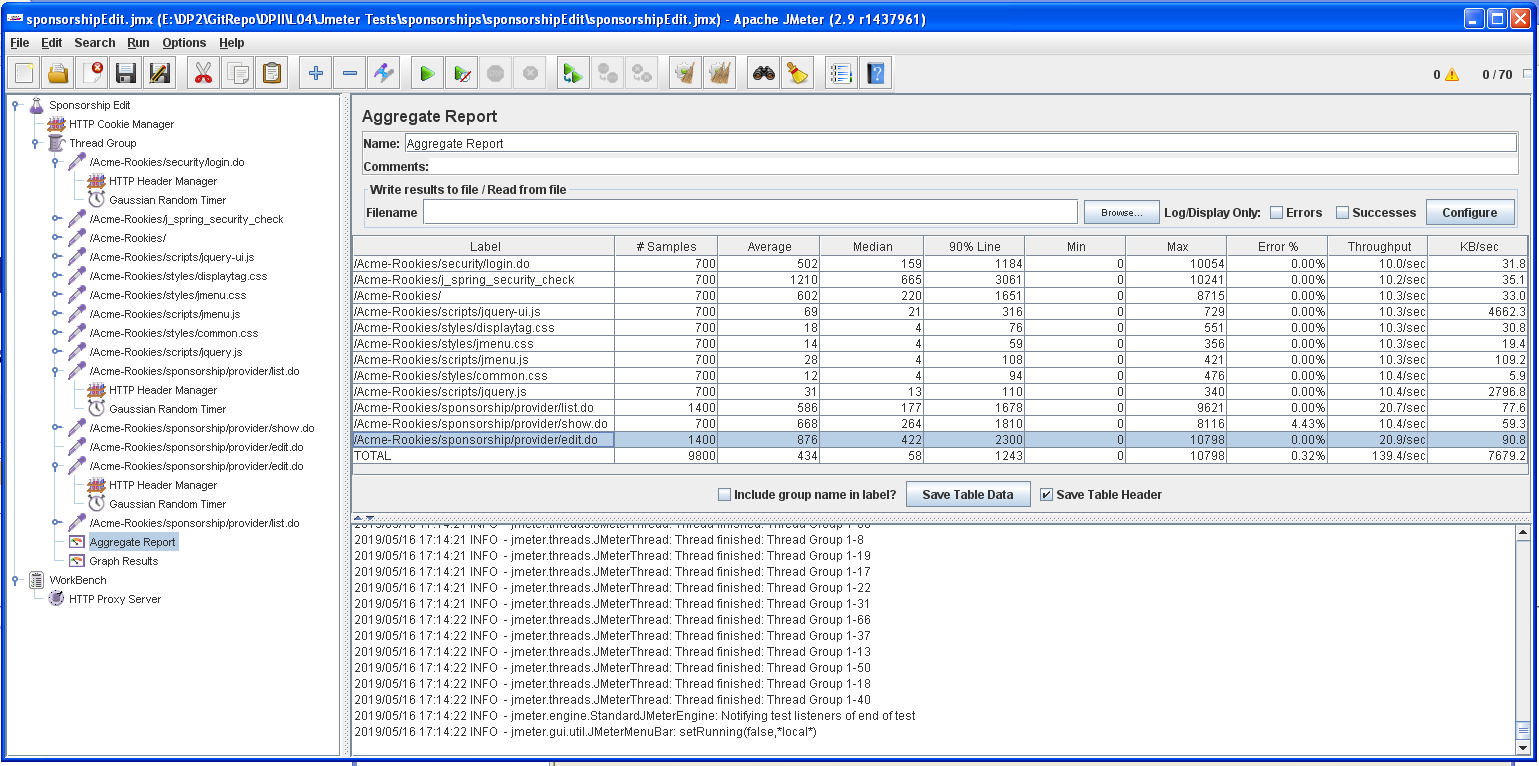 sponsorshipEdit.jmx (E:\DP2\GitRepo\DPII\L04\Jmeter Tests\sponsorships\sponsorshipEdit\sponsorshipEdit.jmx) - Apache JMeter (2.9 r1437961)
File Edit Search Run Options Help
0 0 / 70
Sponsorship Edit
HTTP Cookie Manager
Thread Group
/Acme-Rookies/security/login.do
HTTP Header Manager
Gaussian Random Timer
/Acme-Rookies/j_spring_security_check
/Acme-Rookies/
/Acme-Rookies/scripts/jquery-ui.js
/Acme-Rookies/styles/displaytag.css
/Acme-Rookies/styles/jmenu.css
/Acme-Rookies/scripts/jmenu.js
/Acme-Rookies/styles/common.css
/Acme-Rookies/scripts/jquery.js
/Acme-Rookies/sponsorship/provider/list.do
HTTP Header Manager
Gaussian Random Timer
/Acme-Rookies/sponsorship/provider/show.do
/Acme-Rookies/sponsorship/provider/edit.do
/Acme-Rookies/sponsorship/provider/edit.do
HTTP Header Manager
Gaussian Random Timer
/Acme-Rookies/sponsorship/provider/list.do
Aggregate Report
Graph Results
WorkBench
HTTP Proxy Server
Aggregate Report
Name: Aggregate Report
Comments:
Write results to file / Read from file
Filename Browse... Log/Display Only: Errors Successes Configure
Label # Samples Average Median 90% Line Min Max Error % Throughput KB/sec
/Acme-Rookies/security/login.do 700 502 159 1184 0 10054 0.00% 10.0/sec 31.8
/Acme-Rookies/j_spring_security_check 700 1210 665 3061 0 10241 0.00% 10.2/sec 35.1
/Acme-Rookies/ 700 602 220 1651 0 8715 0.00% 10.3/sec 33.0
/Acme-Rookies/scripts/jquery-ui.js 700 69 21 316 0 729 0.00% 10.3/sec 4662.3
/Acme-Rookies/styles/displaytag.css 700 18 4 76 0 551 0.00% 10.3/sec 30.8
/Acme-Rookies/styles/jmenu.css 700 14 4 59 0 356 0.00% 10.3/sec 19.4
/Acme-Rookies/scripts/jmenu.js 700 28 4 108 0 421 0.00% 10.3/sec 109.2
/Acme-Rookies/styles/common.css 700 12 4 94 0 476 0.00% 10.4/sec 5.9
/Acme-Rookies/scripts/jquery.js 700 31 13 110 0 340 0.00% 10.4/sec 2796.8
/Acme-Rookies/sponsorship/provider/list.do 1400 586 177 1678 0 9621 0.00% 20.7/sec 77.6
/Acme-Rookies/sponsorship/provider/show.do 700 668 264 1810 0 8116 4.43% 10.4/sec 59.3
/Acme-Rookies/sponsorship/provider/edit.do 1400 876 422 2300 0 10798 0.00% 20.9/sec 90.8
TOTAL 9800 434 58 1243 0 10798 0.32% 139.4/sec 7679.2
Include group name in label? Save Table Data Save Table Header
2019/05/16 17:14:21 INFO - jmeter.threads.JMeterThread: Thread finished: Thread Group
2019/05/16 17:14:21 INFO - jmeter.threads.JMeterThread: Thread finished: Thread Group 1-8
2019/05/16 17:14:21 INFO - jmeter.threads.JMeterThread: Thread finished: Thread Group 1-19
2019/05/16 17:14:21 INFO - jmeter.threads.JMeterThread: Thread finished: Thread Group 1-17
2019/05/16 17:14:21 INFO - jmeter.threads.JMeterThread: Thread finished: Thread Group 1-22
2019/05/16 17:14:21 INFO - jmeter.threads.JMeterThread: Thread finished: Thread Group 1-31
2019/05/16 17:14:22 INFO - jmeter.threads.JMeterThread: Thread finished: Thread Group 1-66
2019/05/16 17:14:22 INFO - jmeter.threads.JMeterThread: Thread finished: Thread Group 1-37
2019/05/16 17:14:22 INFO - jmeter.threads.JMeterThread: Thread finished: Thread Group 1-13
2019/05/16 17:14:22 INFO - jmeter.threads.JMeterThread: Thread finished: Thread Group 1-50
2019/05/16 17:14:22 INFO - jmeter.threads.JMeterThread: Thread finished: Thread Group 1-18
2019/05/16 17:14:22 INFO - jmeter.threads.JMeterThread: Thread finished: Thread Group 1-40
2019/05/16 17:14:22 INFO - jmeter.engine.StandardJMeterEngine: Notifying test listeners of end of test
2019/05/16 17:14:22 INFO - jmeter.gui.util.JMeterMenuBar: setRunning(false,*local*)